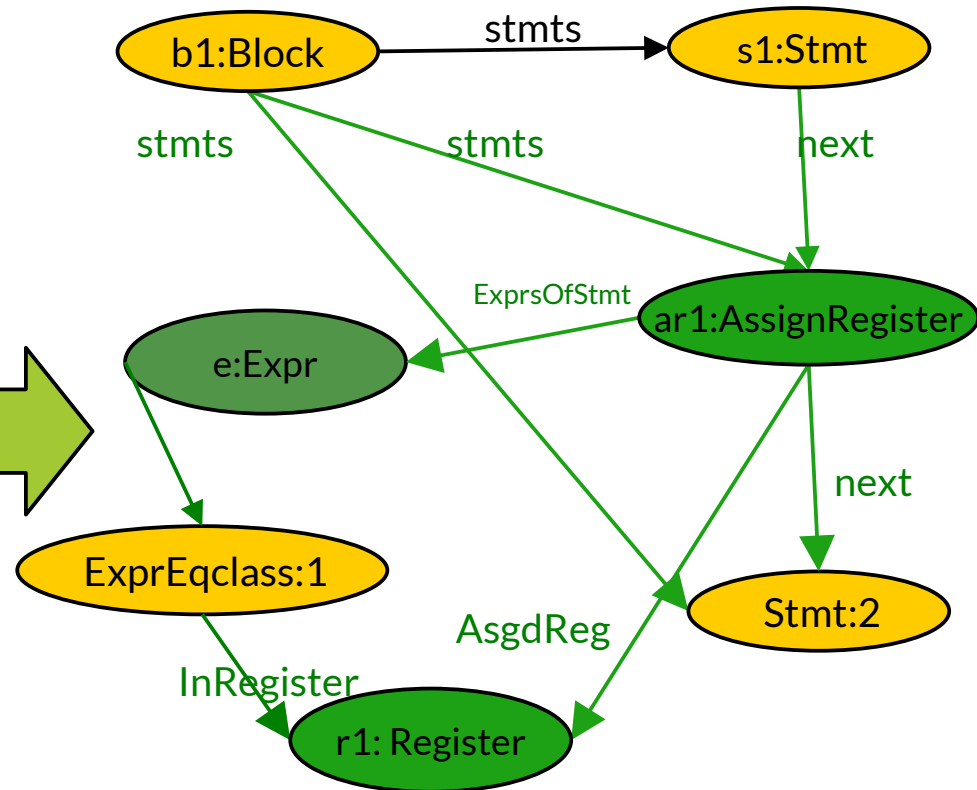 b1:Block
stmts
s1:Stmt
stmts
stmts
next
ExprsOfStmt
ar1:AssignRegister
e:Expr
next
ExprEqclass:1
Stmt:2
AsgdReg
InRegister
r1: Register